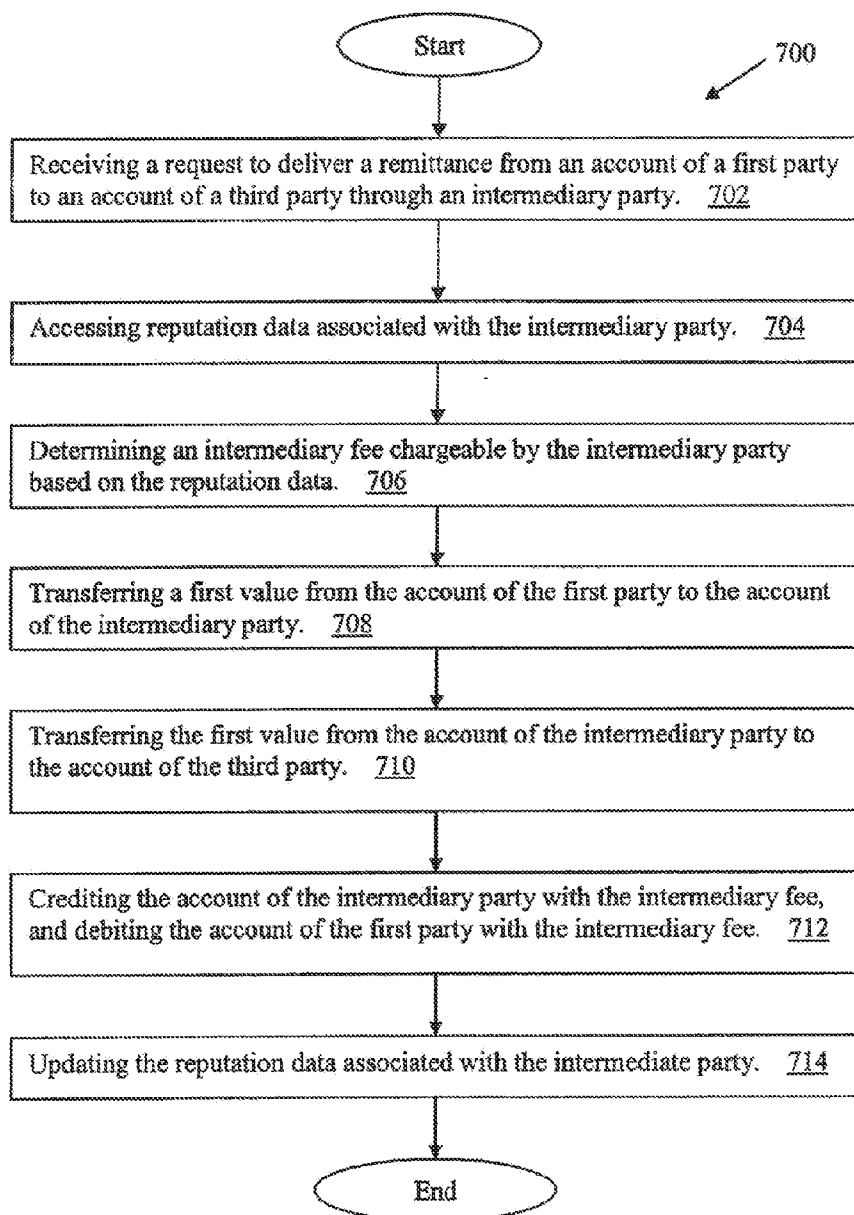 Start
700
Receiving a request to deliver a remittance from an account of a first party
to an account of a third party through an intermediary party. 702
Accessing reputation data associated with the intermediary party. 704
Determining an intermediary fee chargeable by the intermediary party
based on the reputation data. 706
Transferring a first value from the account of the first party to the account
of the intermediary party. 708
Transferring the first value from the account of the intermediary party to
the account of the third party. 710
Crediting the account of the intermediary party with the intermediary fee,
and debiting the account of the first party with the intermediary fee. 712
Updating the reputation data associated with the intermediate party. 714
End